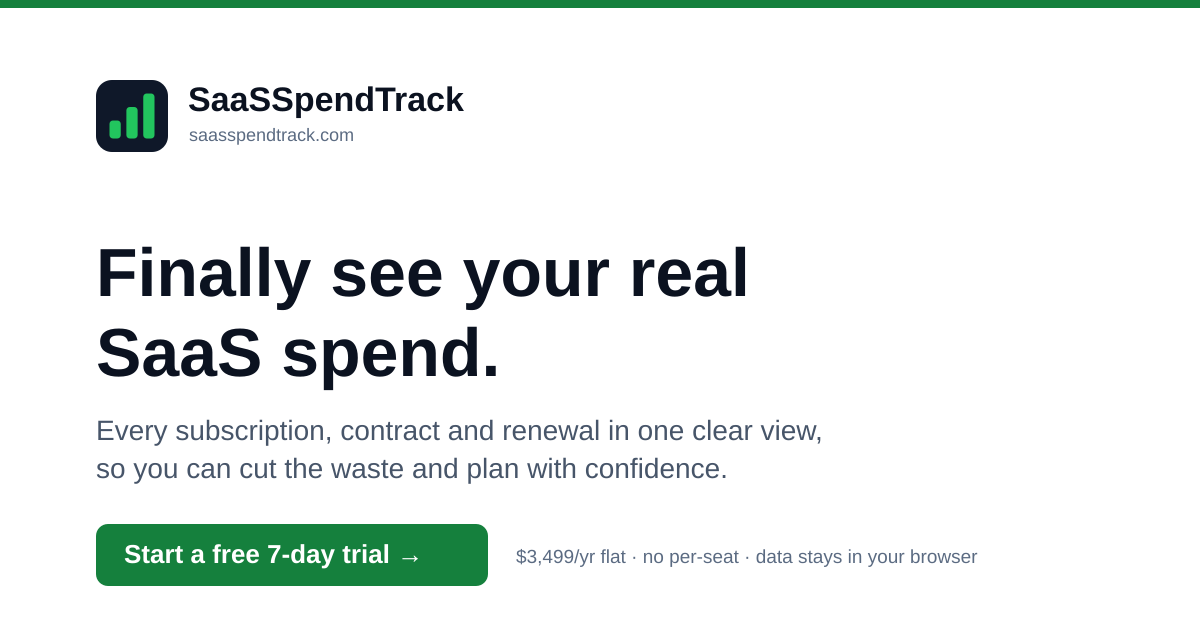 SaaSSpendTrack
saasspendtrack.com
Finally see your real
SaaS spend.
Every subscription, contract and renewal in one clear view,
so you can cut the waste and plan with confidence.
Start a free 7-day trial →
$3,499/yr flat · no per-seat · data stays in your browser